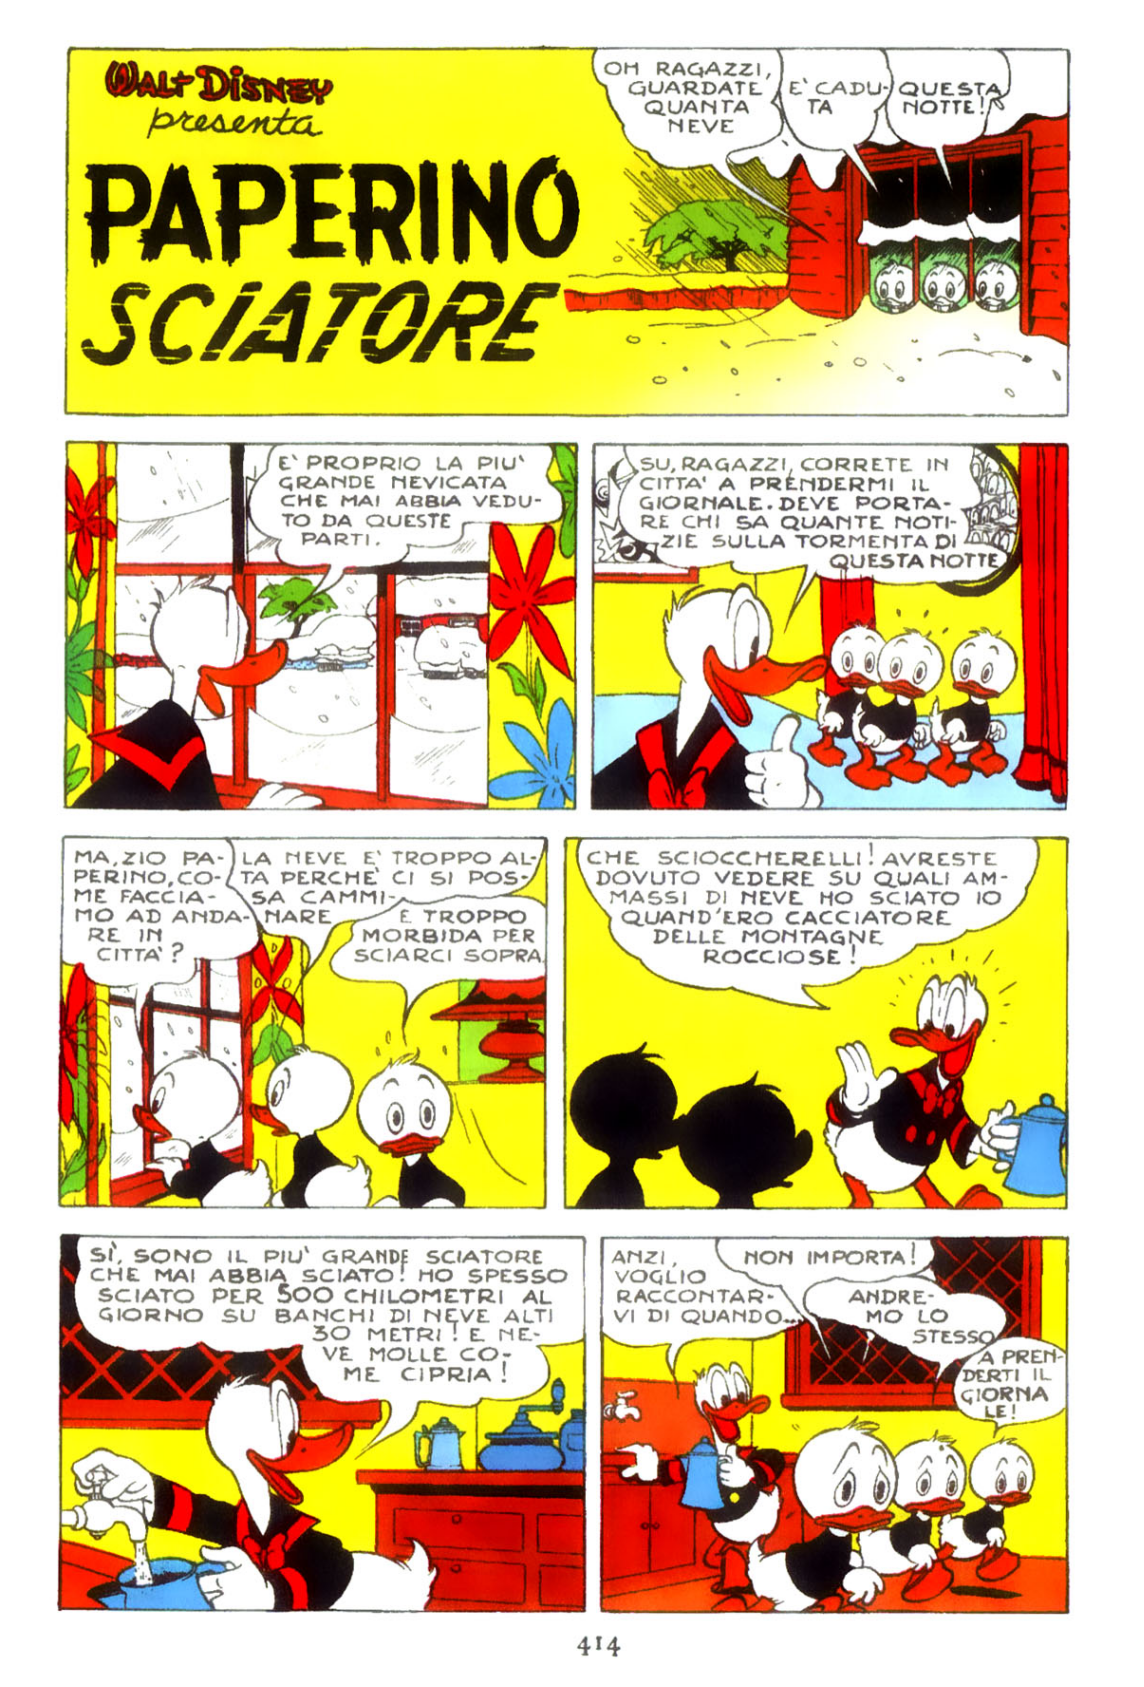 WALT DISNEY
presenta
PAPERINO
SCIATORE
OH RAGAZZI,
GUARDATE
QUANTA
NEVE
E' CADU-
TA
QUESTA
NOTTE!
E' PROPRIO LA PIU'
GRANDE NEVICATA
CHE MAI ABBIA VEDU-
TO DA QUESTE
PARTI.
SU, RAGAZZI, CORRETE IN
CITTA' A PRENDERMI IL
GIORNALE. DEVE PORTA-
RE CHI SA QUANTE NOTI-
ZIE SULLA TORMENTA DI
QUESTA NOTTE
MA, ZIO PA-
PERINO, CO-
ME FACCIA-
MO AD ANDA-
RE IN
CITTA'?
LA NEVE E' TROPPO AL-
TA PERCHE' CI SI POS-
SA CAMMI-
NARE
E TROPPO
MORBIDA PER
SCIARCI SOPRA
CHE SCIOCCHERELLI! AVRESTE
DOVUTO VEDERE SU QUALI AM-
MASSI DI NEVE HO SCIATO IO
QUAND'ERO CACCIATORE
DELLE MONTAGNE
ROCCIOSE!
SÌ, SONO IL PIU' GRANDE SCIATORE
CHE MAI ABBIA SCIATO! HO SPESSO
SCIATO PER 500 CHILOMETRI AL
GIORNO SU BANCHI DI NEVE ALTI
30 METRI! E NE-
VE MOLLE CO-
ME CIPRIA!
ANZI,
VOGLIO
RACCONTAR-
VI DI QUANDO...
NON IMPORTA!
ANDRE-
MO LO
STESSO
A PREN-
DERTI IL
GIORNA
LE!
414